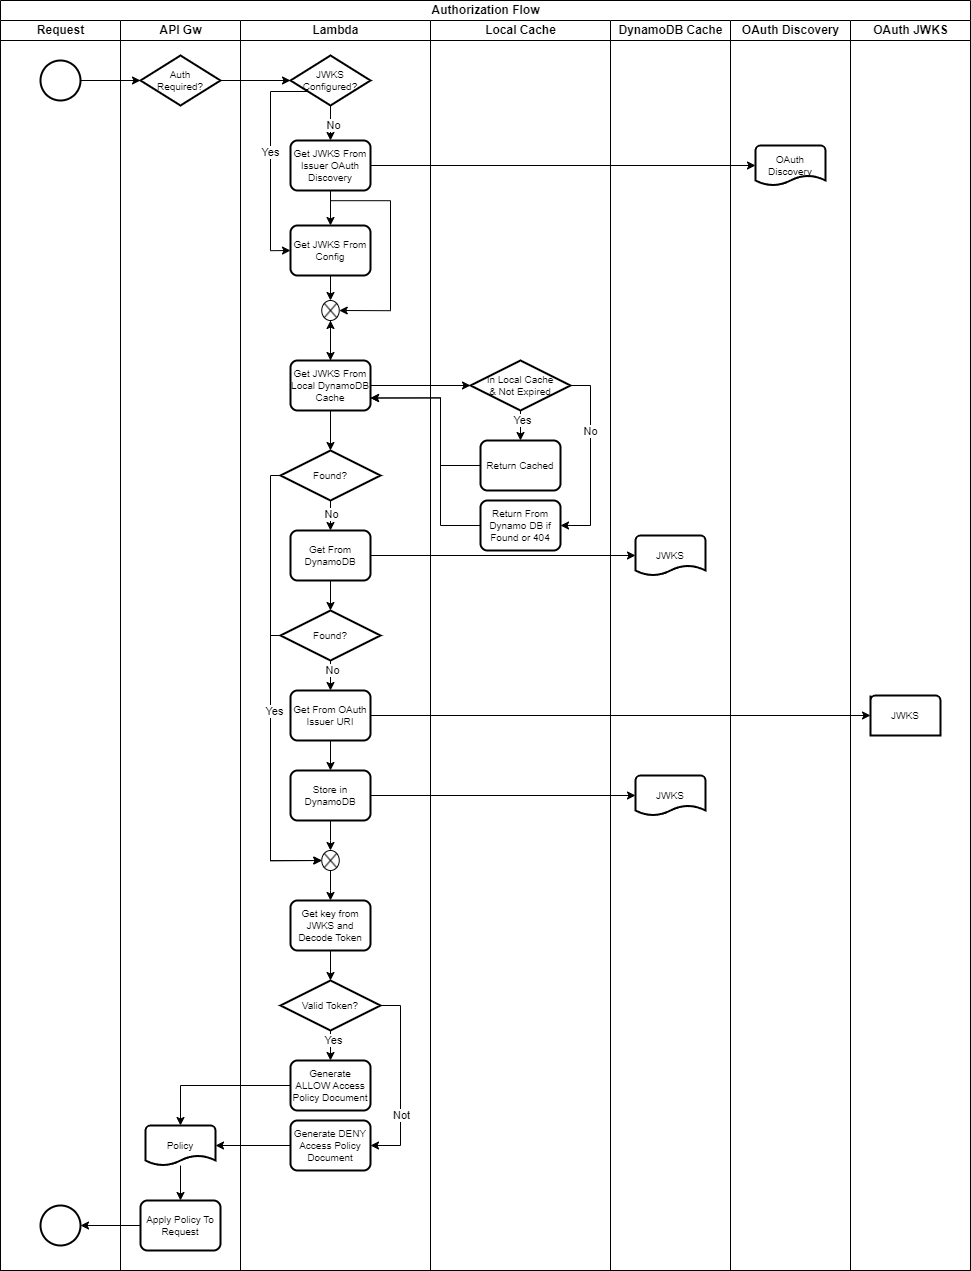 Authorization Flow
Request
API Gw
Lambda
Local Cache
DynamoDB Cache
OAuth Discovery
OAuth JWKS
Auth
Required?
JWKS
Configured?
No
Yes
Get JWKS From
Issuer OAuth
Discovery
OAuth
Discovery
Get JWKS From
Config
Get JWKS From
Local DynamoDB
Cache
In Local Cache
& Not Expired
Yes
No
Return Cached
Found?
No
Return From
Dynamo DB if
Found or 404
Get From
DynamoDB
JWKS
Found?
No
Yes
Get From OAuth
Issuer URI
JWKS
Store in
DynamoDB
JWKS
Get key from
JWKS and
Decode Token
Valid Token?
Yes
Generate
ALLOW Access
Policy Document
Not
Generate DENY
Access Policy
Document
Policy
Apply Policy To
Request